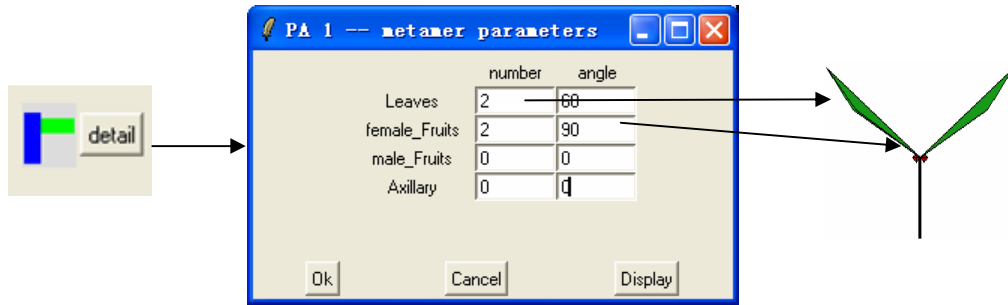 PA 1 -- metamer parameters
number angle
Leaves 2 60
detail
female_Fruits 2 90
male_Fruits 0 0
Axillary 0 0
Ok Cancel Display